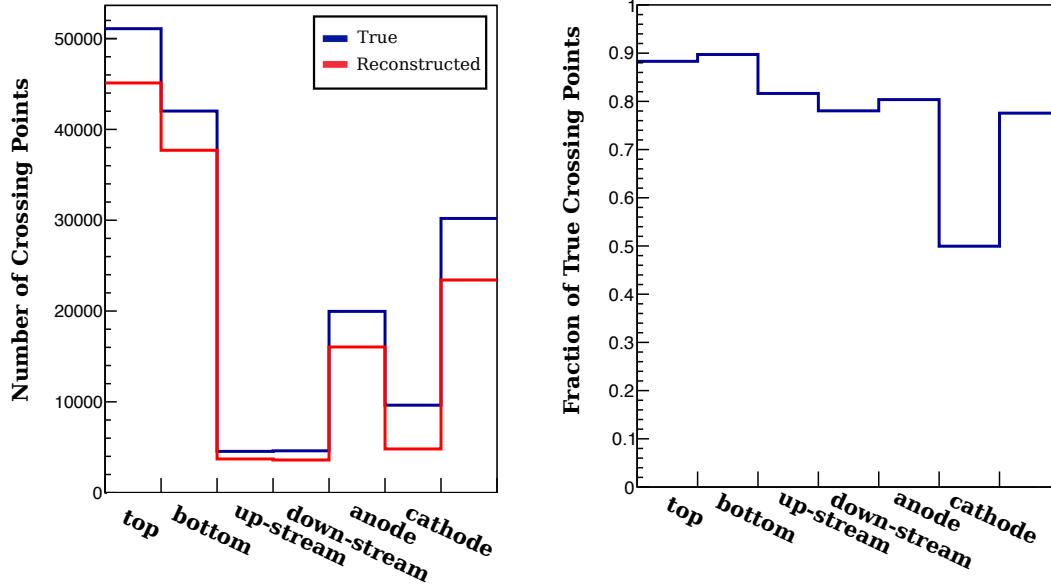 Number of Crossing Points
50000
40000
30000
20000
10000
0
True
Reconstructed
top
bottom
up-stream
down-stream
anode
cathode
Fraction of True Crossing Points
1
0.9
0.8
0.7
0.6
0.5
0.4
0.3
0.2
0.1
0
top
bottom
up-stream
down-stream
anode
cathode